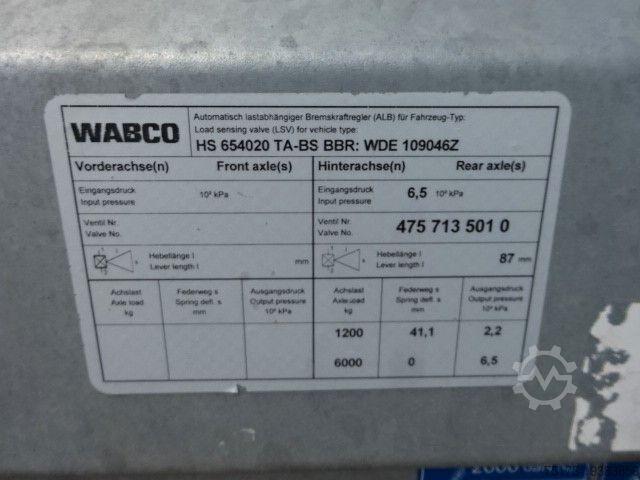 WABCO
Automatisch lastabhängiger Bremskraftregler (ALB) für Fahrzeug-Typ:
Load sensing valve (LSV) for vehicle type:
HS 654020 TA-BS BBR: WDE 109046Z
Vorderachse(n) Front axle(s) Hinterachse(n) Rear axle(s)
Eingangsdruck
Input pressure 10² kPa
Eingangsdruck
Input pressure 6,5 10² kPa
Ventil Nr.
Valve No.
Ventil Nr.
Valve No. 475 713 501 0
Hebellänge l
Lever length l mm
Hebellänge l
Lever length l 87 mm
Achslast
Axle load
kg
Federweg s
Spring defl. s
mm
Ausgangsdruck
Output pressure
10² kPa
Achslast
Axle load
kg
Federweg s
Spring defl. s
mm
Ausgangsdruck
Output pressure
10² kPa
1200 41,1 2,2
6000 0 6,5